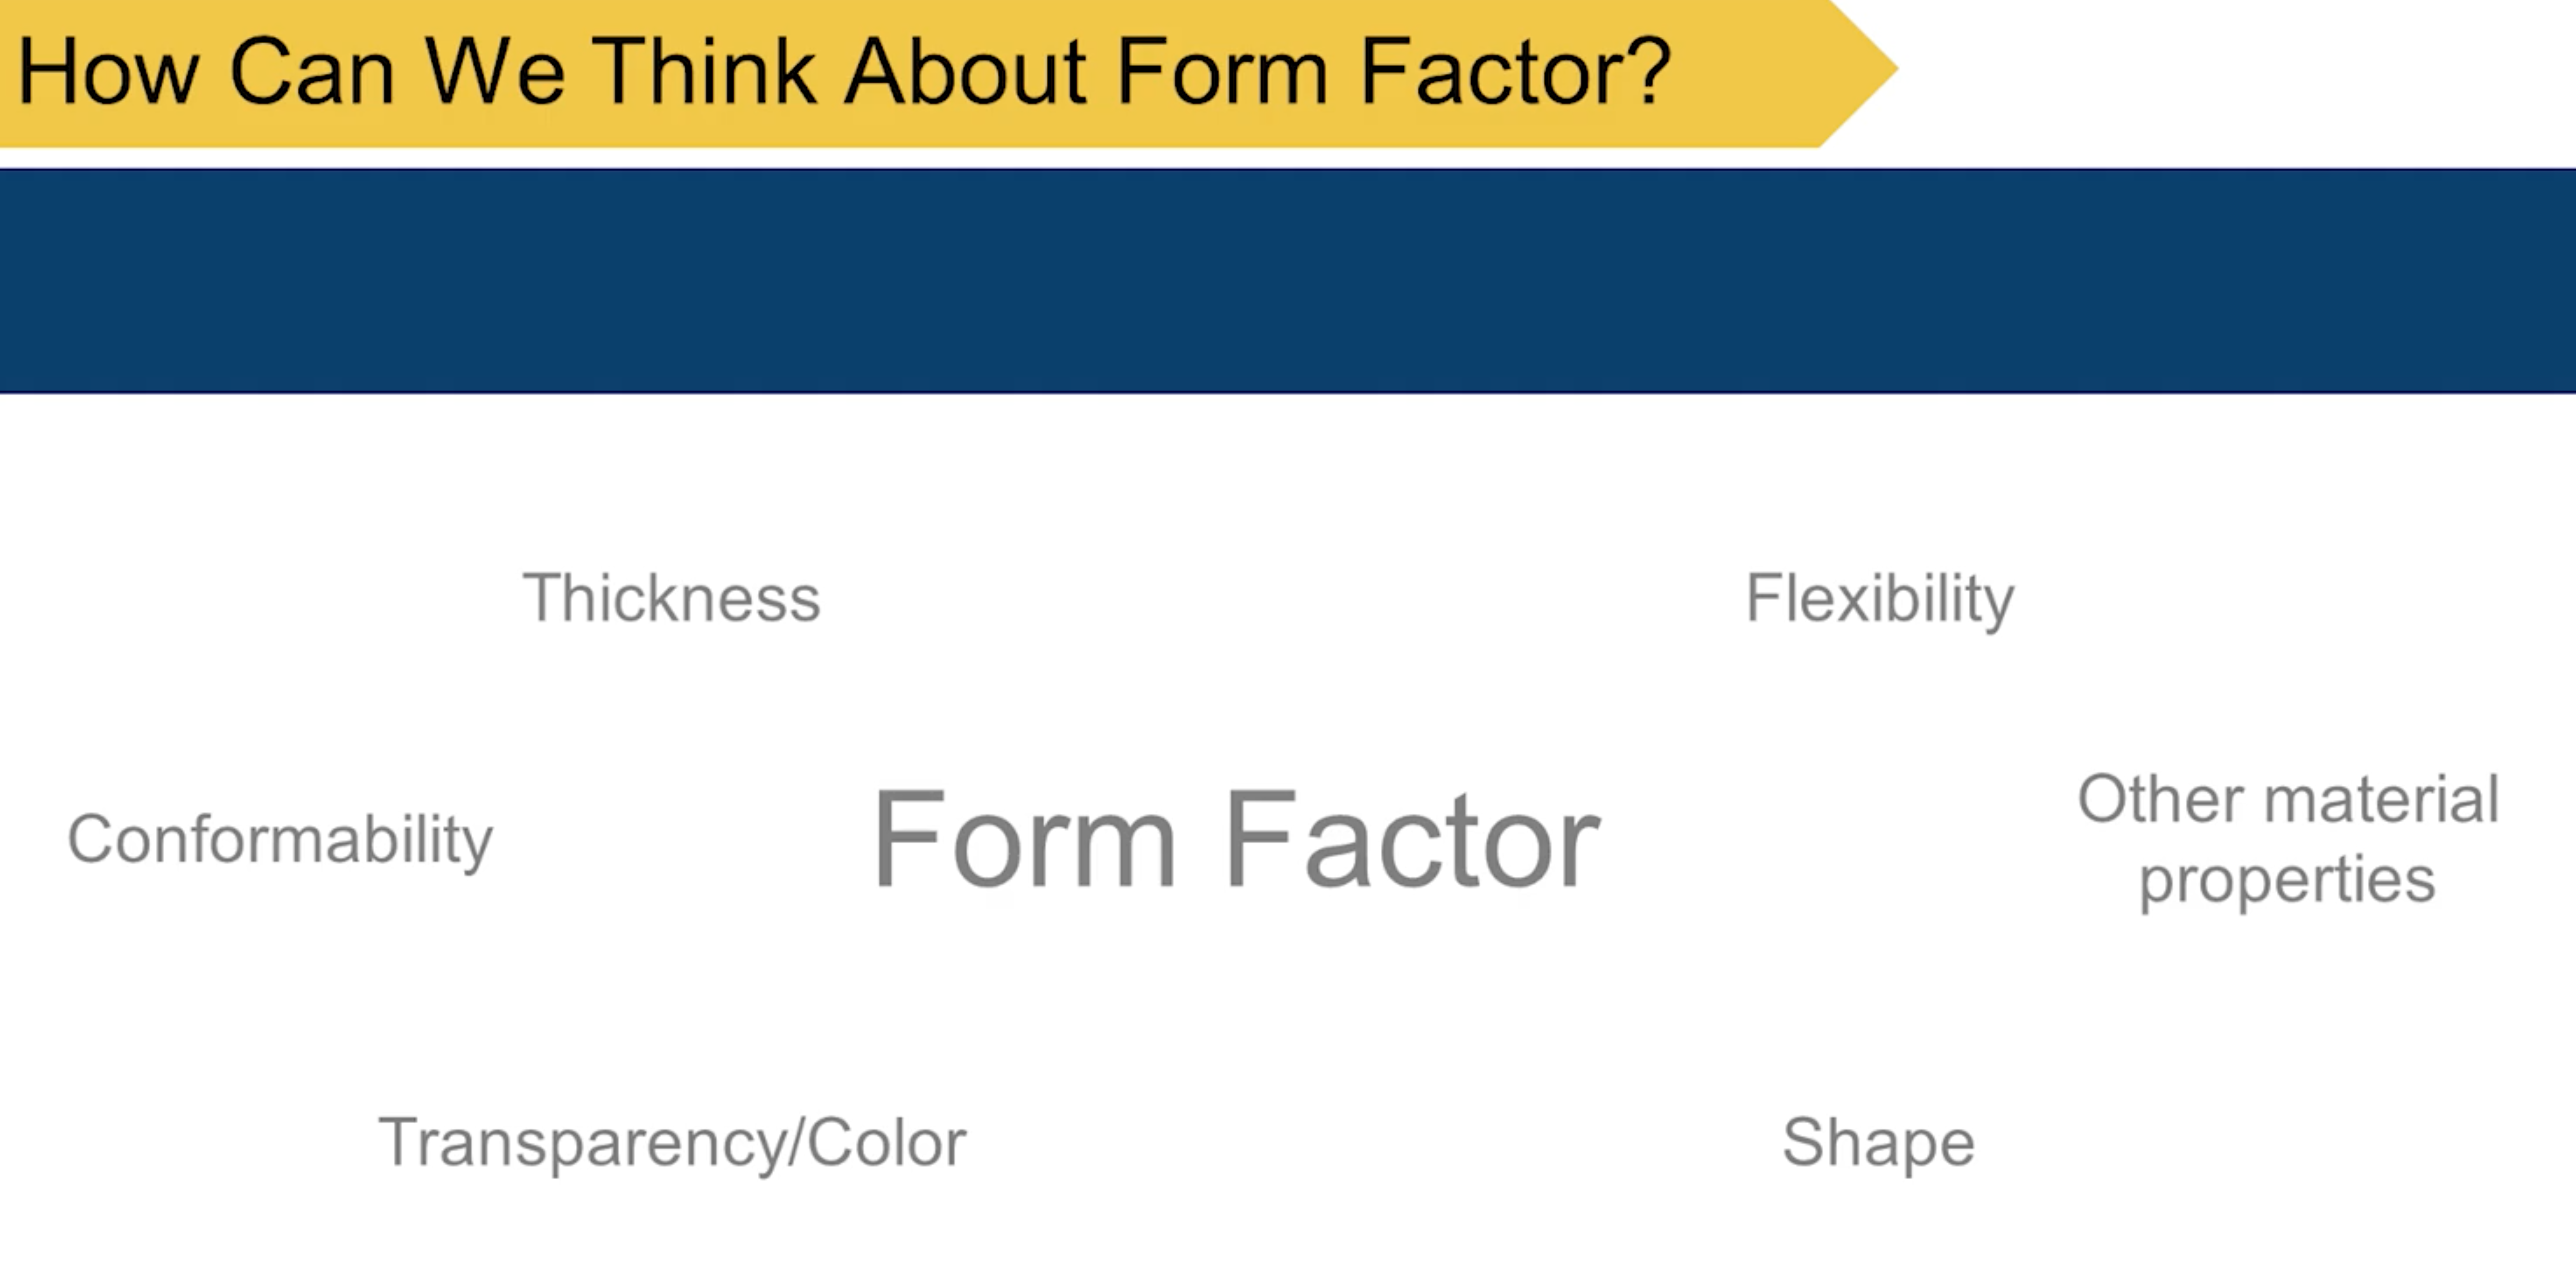 How Can We Think About Form Factor?
Thickness
Flexibility
Conformability
Form Factor
Other material
properties
Transparency/Color
Shape